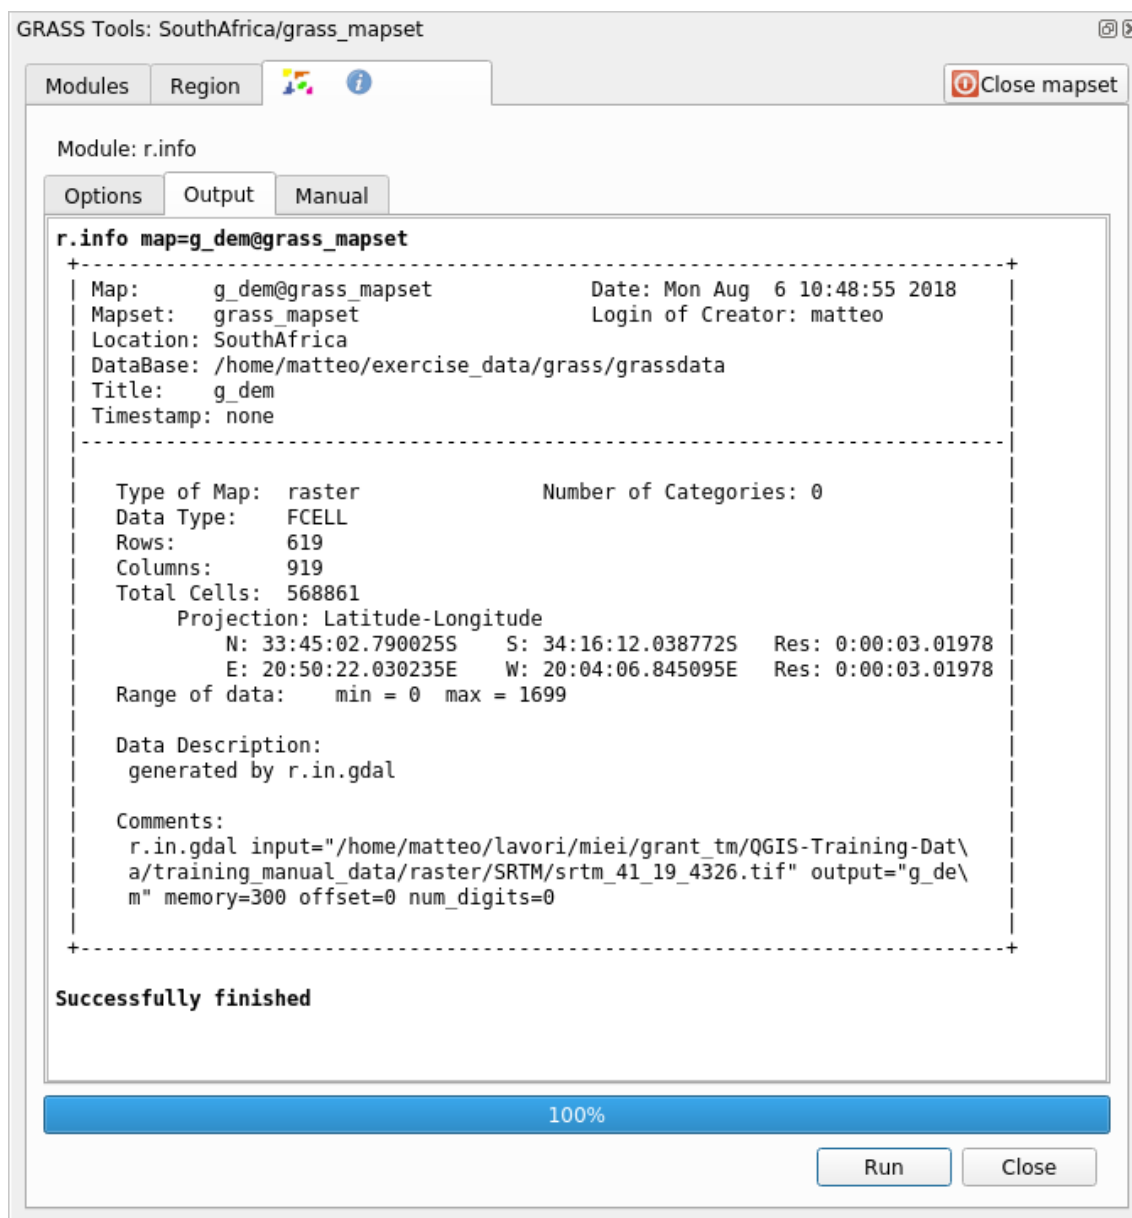 GRASS Tools: SouthAfrica/grass_mapset
Modules Region Close mapset
Module: r.info
Options Output Manual
r.info map=g_dem@grass_mapset
+----------------------------------------------------------------------------+
| Map:      g_dem@grass_mapset             Date: Mon Aug  6 10:48:55 2018    |
| Mapset:   grass_mapset                   Login of Creator: matteo          |
| Location: SouthAfrica                                                      |
| DataBase: /home/matteo/exercise_data/grass/grassdata                       |
| Title:    g_dem                                                            |
| Timestamp: none                                                            |
|----------------------------------------------------------------------------|
|                                                                            |
|   Type of Map:  raster               Number of Categories: 0               |
|   Data Type:    FCELL                                                      |
|   Rows:         619                                                        |
|   Columns:      919                                                        |
|   Total Cells:  568861                                                     |
|        Projection: Latitude-Longitude                                      |
|            N: 33:45:02.790025S    S: 34:16:12.038772S   Res: 0:00:03.01978 |
|            E: 20:50:22.030235E    W: 20:04:06.845095E   Res: 0:00:03.01978 |
|   Range of data:    min = 0  max = 1699                                    |
|                                                                            |
|   Data Description:                                                        |
|    generated by r.in.gdal                                                  |
|                                                                            |
|   Comments:                                                                |
|    r.in.gdal input="/home/matteo/lavori/miei/grant_tm/QGIS-Training-Dat\   |
|    a/training_manual_data/raster/SRTM/srtm_41_19_4326.tif" output="g_de\   |
|    m" memory=300 offset=0 num_digits=0                                     |
|                                                                            |
+----------------------------------------------------------------------------+
Successfully finished
100%
Run Close